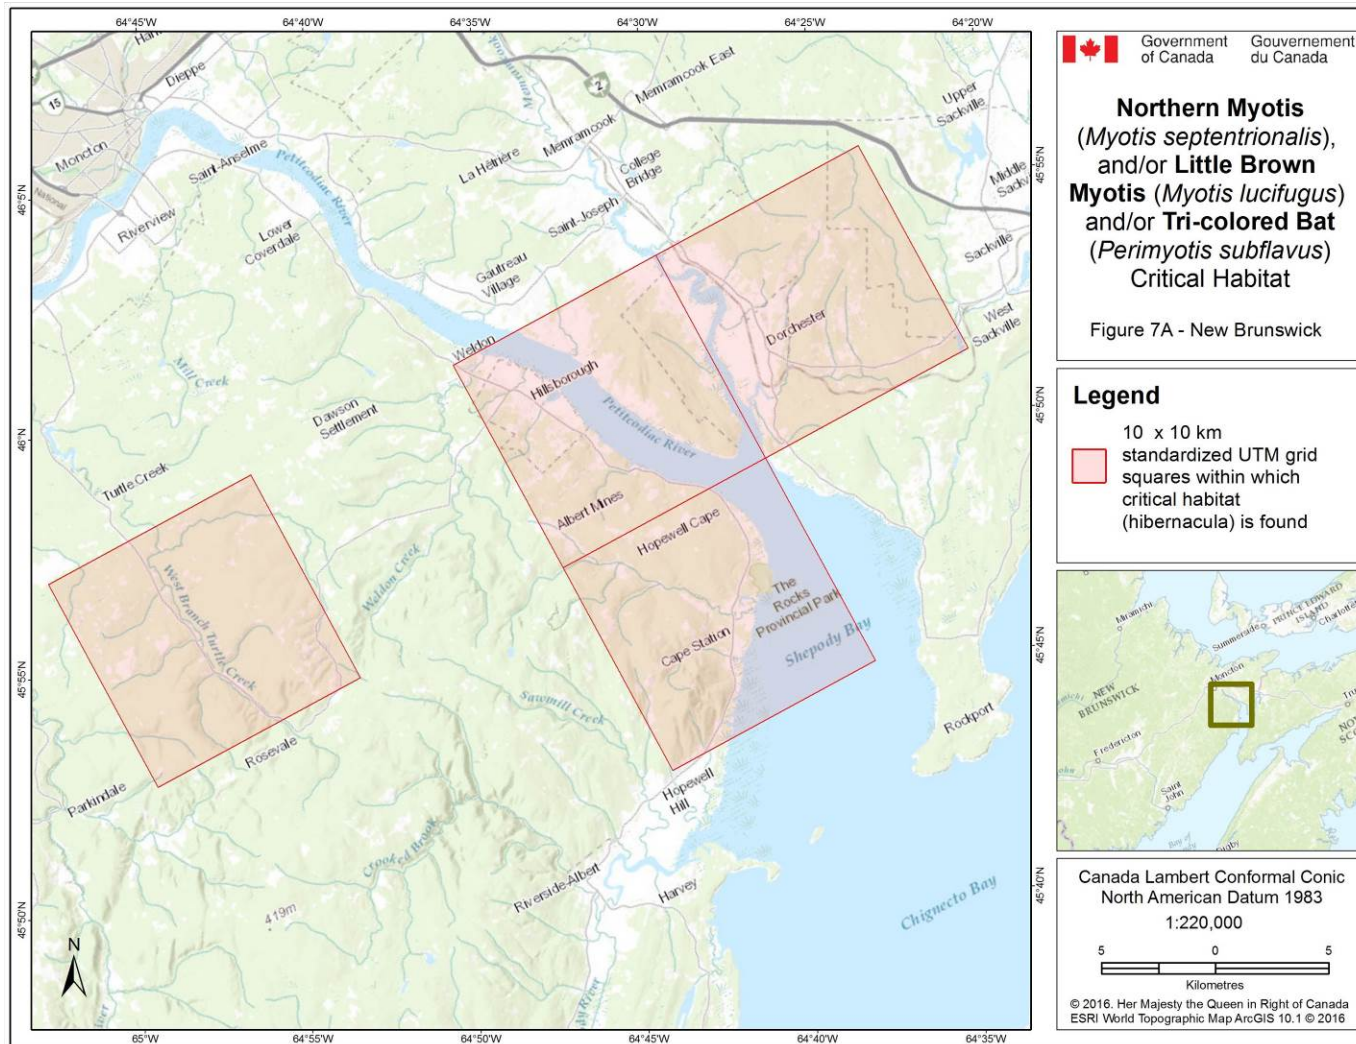 64°45'W
64°40'W
64°35'W
64°30'W
64°25'W
64°20'W
Dieppe
15
2
Memramcook East
Upper
Sackville
Moncton
Saint-Anselme
Petitcodiac River
La Hêtrière
Memramcook
College
Bridge
Middle
45°55'N
46°5'N
Riverview
Lower
Coverdale
Saint-Joseph
Gautreau
Village
Sackville
West
Sackville
Dorchester
Weldon
Hillsborough
Mill Creek
Dawson
Settlement
Petitcodiac River
45°50'N
46°N
Turtle Creek
Albert Mines
Hopewell Cape
West Branch Turtle Creek
Weldon Creek
The
Rocks
Provincial Park
Cape Station
Shepody Bay
45°45'N
45°55'N
Sawmill Creek
Rockport
Rosevale
Parkindale
Hopewell
Hill
Crooked Brook
Riverside-Albert
Harvey
45°40'N
Chignecto Bay
419m
45°50'N
N
65°W
64°55'W
64°50'W
64°45'W
64°40'W
64°35'W
Government
of Canada
Gouvernement
du Canada
Northern Myotis
(Myotis septentrionalis),
and/or Little Brown
Myotis (Myotis lucifugus)
and/or Tri-colored Bat
(Perimyotis subflavus)
Critical Habitat
Figure 7A - New Brunswick
Legend
10 x 10 km
standardized UTM grid
squares within which
critical habitat
(hibernacula) is found
Miramichi
PRINCE EDWARD
ISLAND
Summerside
Moncton
NEW
BRUNSWICK
Fredericton
Saint
John
Canada Lambert Conformal Conic
North American Datum 1983
1:220,000
5 0 5
Kilometres
© 2016. Her Majesty the Queen in Right of Canada
ESRI World Topographic Map ArcGIS 10.1 © 2016